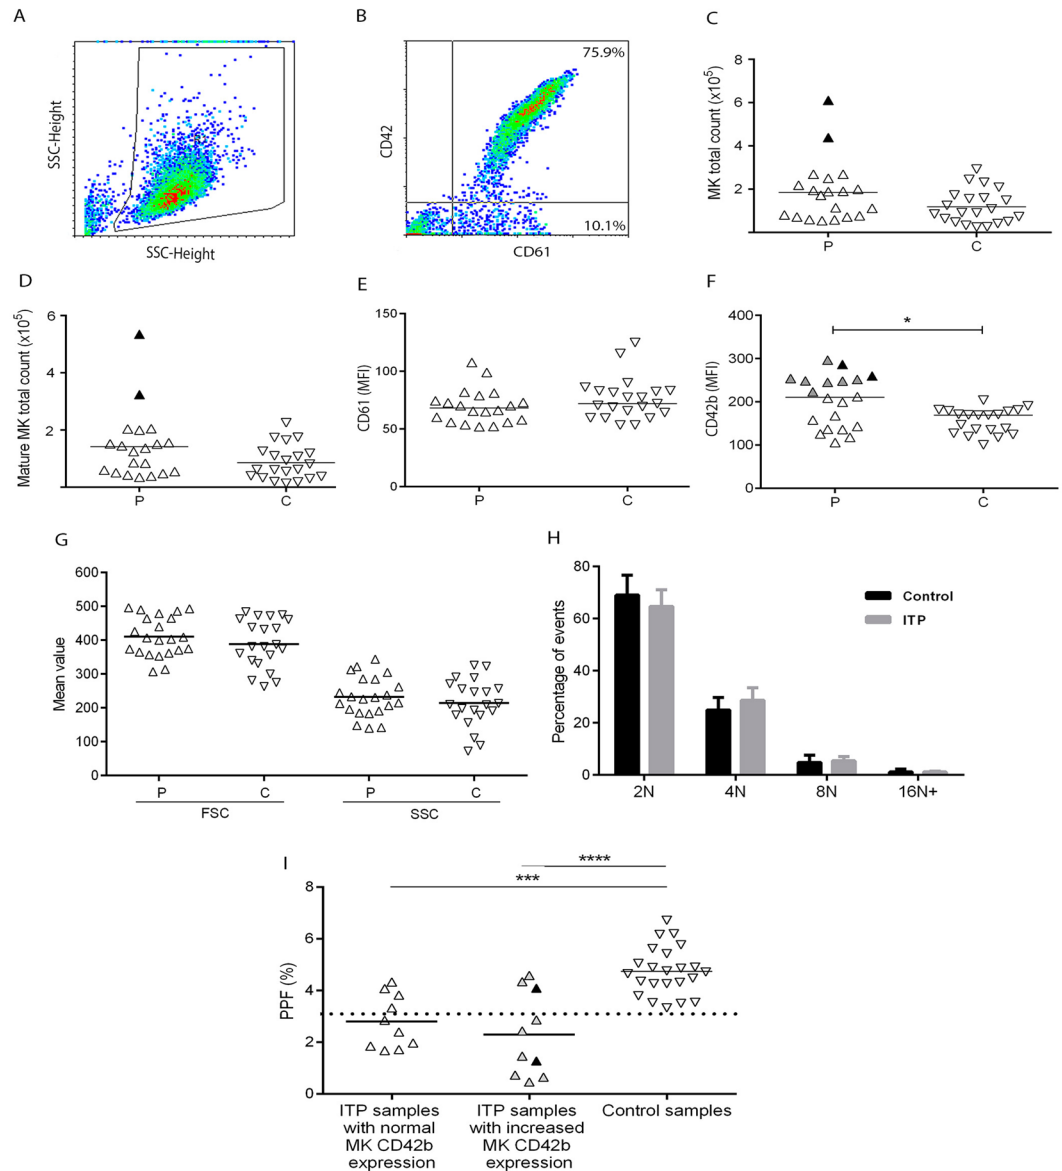 A
SSC-Height
SSC-Height
B
75.9%
10.1%
CD42
CD61
C
MK total count (x10⁵)
8
6
4
2
0
P
C
D
Mature MK total count (x10⁵)
6
4
2
0
P
C
E
CD61 (MFI)
150
100
50
0
P
C
F
CD42b (MFI)
400
300
200
100
0
*
P
C
G
Mean value
600
500
400
300
200
100
0
P
C
P
C
FSC
SSC
H
Percentage of events
80
60
40
20
0
Control
ITP
2N
4N
8N
16N+
I
****
***
PPF (%)
8
6
4
2
0
ITP samples
with normal
MK CD42b
expression
ITP samples
with increased
MK CD42b
expression
Control samples